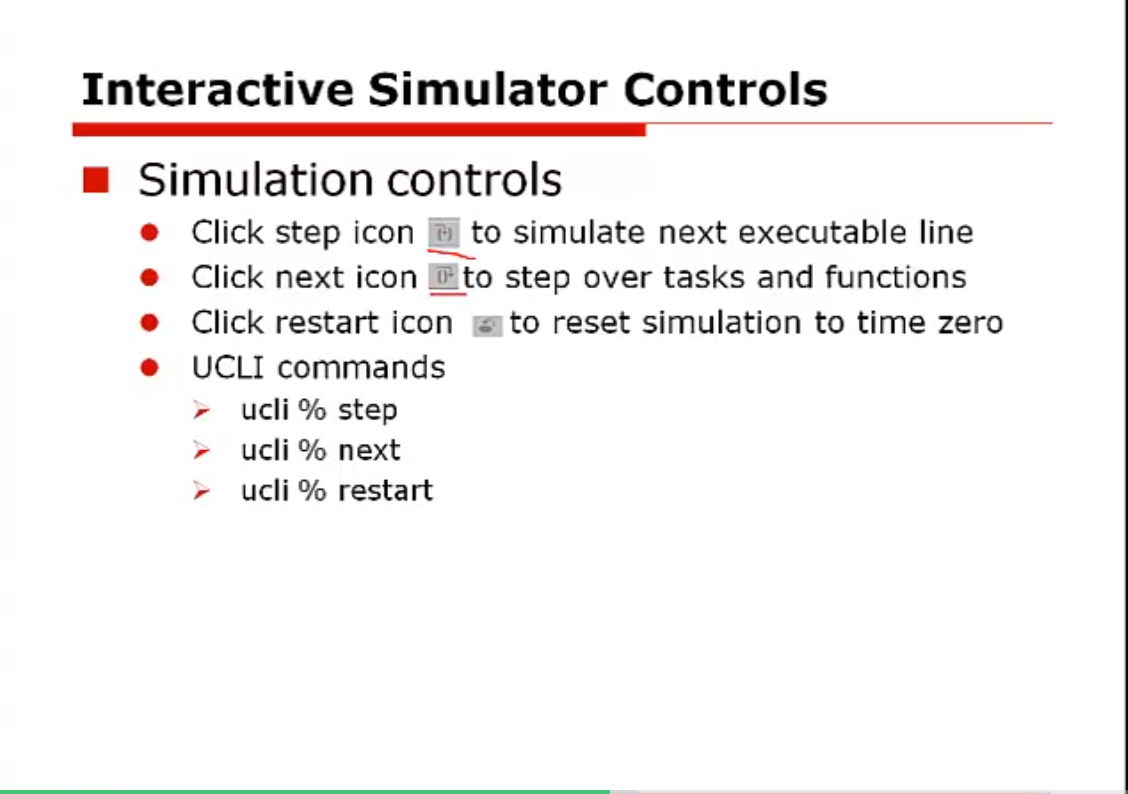 Interactive Simulator Controls
Simulation controls
Click step icon to simulate next executable line
Click next icon to step over tasks and functions
Click restart icon to reset simulation to time zero
UCLI commands
ucli % step
ucli % next
ucli % restart